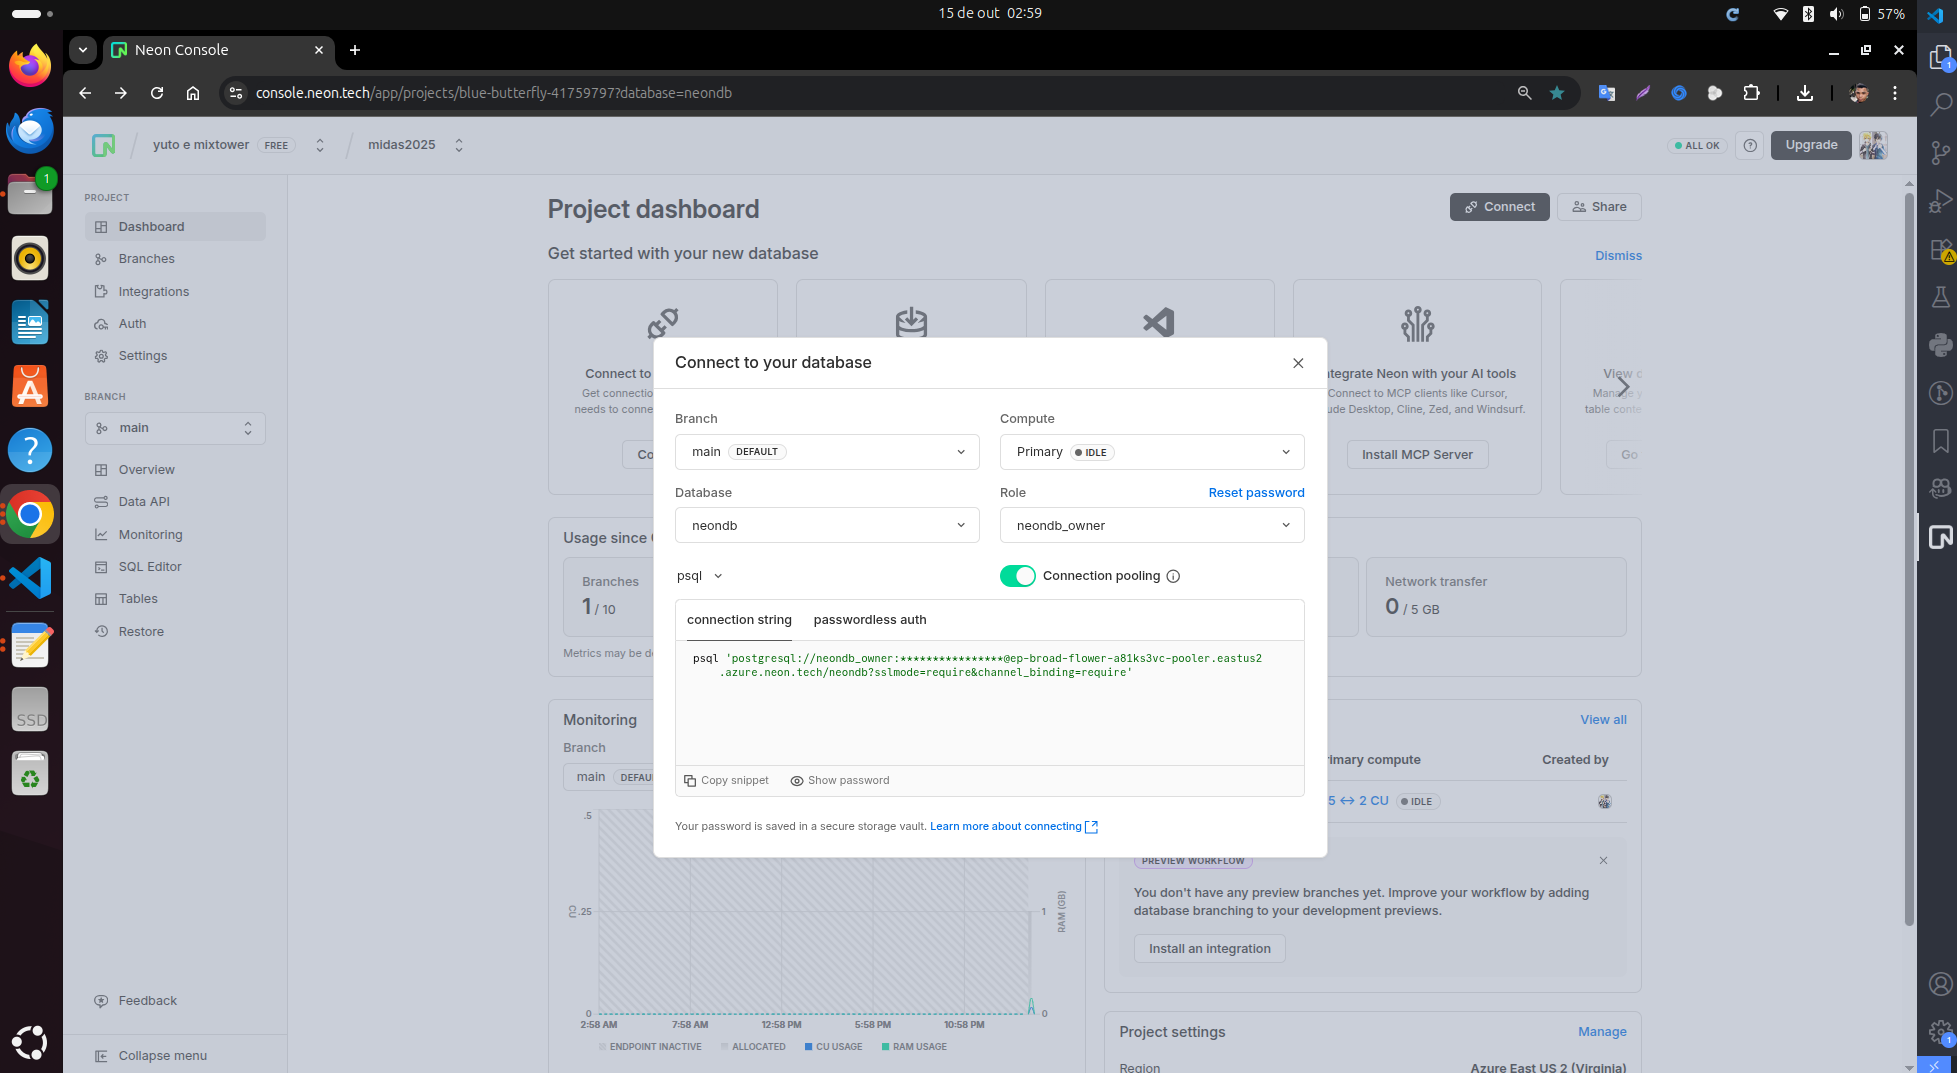 15 de out 02:59
57%
Neon Console
console.neon.tech/app/projects/blue-butterfly-41759797?database=neondb
yuto e mixtower FREE
midas2025
ALL OK
Upgrade
PROJECT
Dashboard
Branches
Integrations
Auth
Settings
BRANCH
main
Overview
Data API
Monitoring
SQL Editor
Tables
Restore
Feedback
Collapse menu
Project dashboard
Connect
Share
Get started with your new database
Dismiss
Connect to
Get connectio
needs to conne
Co
ntegrate Neon with your AI tools
Connect to MCP clients like Cursor,
ude Desktop, Cline, Zed, and Windsurf.
Install MCP Server
View c
Manage y
table conte
Go
Connect to your database
Branch
main DEFAULT
Compute
Primary IDLE
Database
neondb
Role
Reset password
neondb_owner
psql
Connection pooling
connection string
passwordless auth
psql 'postgresql://neondb_owner:****************@ep-broad-flower-a81ks3vc-pooler.eastus2
.azure.neon.tech/neondb?sslmode=require&channel_binding=require'
Copy snippet
Show password
Your password is saved in a secure storage vault. Learn more about connecting
Usage since
Branches
1 / 10
Metrics may be de
Network transfer
0 / 5 GB
Monitoring
Branch
main DEFAU
.5
.25
0
CU
1
0
RAM (GB)
2:58 AM
7:58 AM
12:58 PM
5:58 PM
10:58 PM
ENDPOINT INACTIVE
ALLOCATED
CU USAGE
RAM USAGE
View all
rimary compute
Created by
5 ↔ 2 CU IDLE
PREVIEW WORKFLOW
You don't have any preview branches yet. Improve your workflow by adding
database branching to your development previews.
Install an integration
Project settings
Manage
Region
Azure East US 2 (Virginia)
SSD
1
1
1